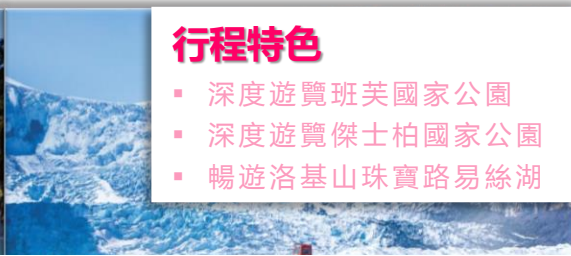 行程特色
▪ 深度遊覽班芙國家公園
▪ 深度遊覽傑士柏國家公園
▪ 暢遊洛基山珠寶路易絲湖